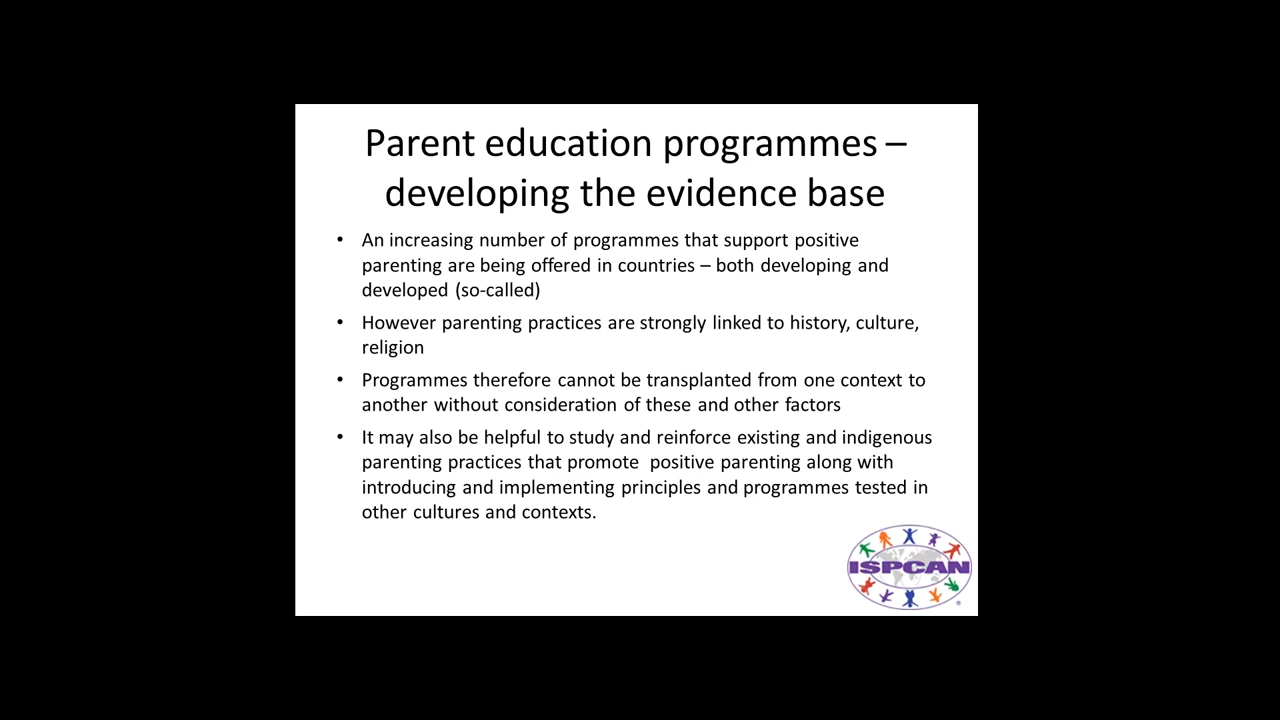 Parent education programmes –
developing the evidence base
• An increasing number of programmes that support positive
parenting are being offered in countries – both developing and
developed (so-called)
• However parenting practices are strongly linked to history, culture,
religion
• Programmes therefore cannot be transplanted from one context to
another without consideration of these and other factors
• It may also be helpful to study and reinforce existing and indigenous
parenting practices that promote  positive parenting along with
introducing and implementing principles and programmes tested in
other cultures and contexts.
ISPCAN
®